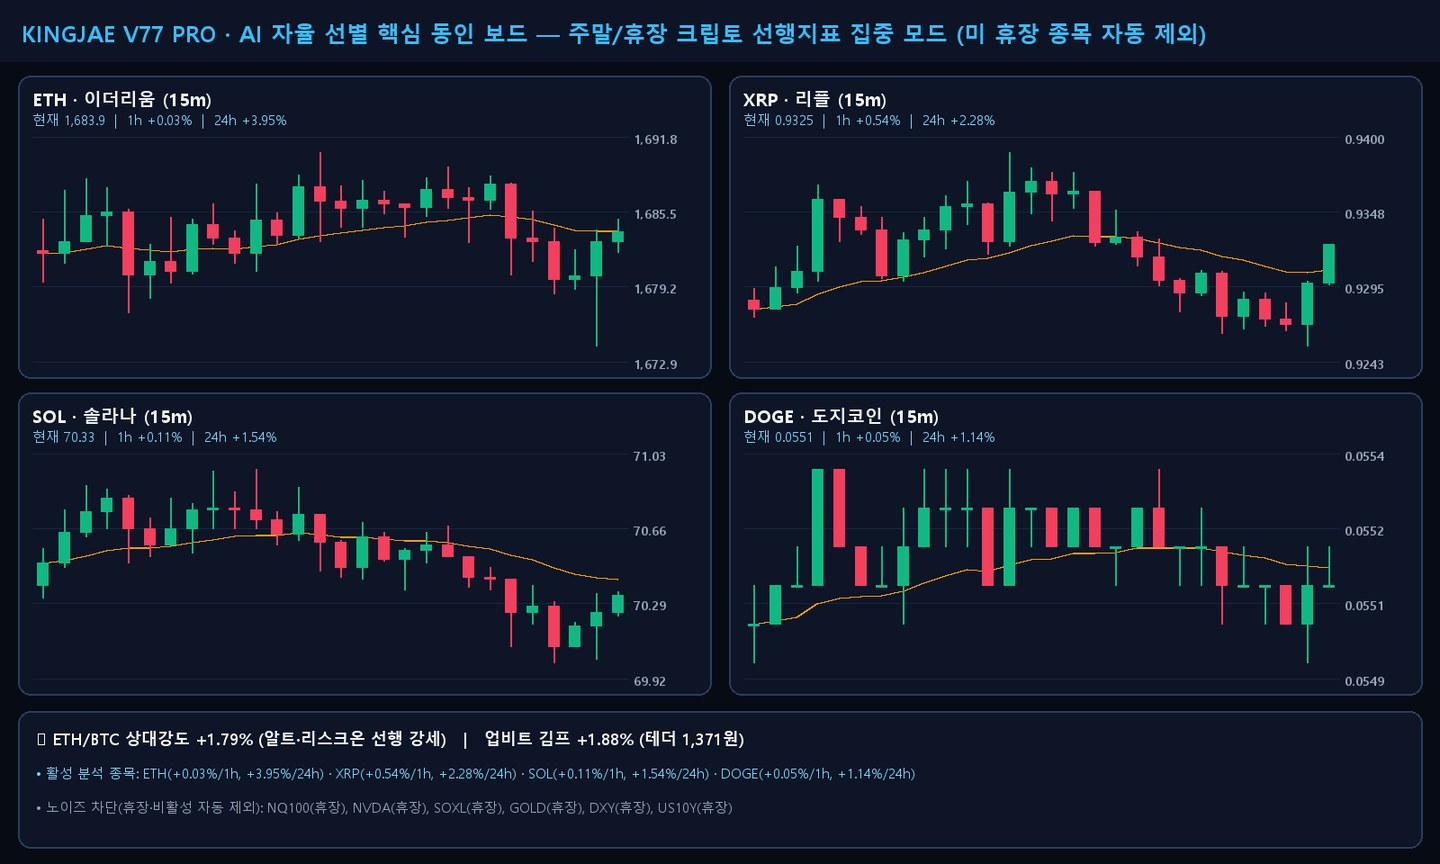 KINGJAE V77 PRO · AI 자율 선별 핵심 동인 보드 — 주말/휴장 크립토 선행지표 집중 모드 (미 휴장 종목 자동 제외)
ETH · 이더리움 (15m)
현재 1,683.9 | 1h +0.03% | 24h +3.95%
1,691.8
1,685.5
1,679.2
1,672.9
XRP · 리플 (15m)
현재 0.9325 | 1h +0.54% | 24h +2.28%
0.9400
0.9348
0.9295
0.9243
SOL · 솔라나 (15m)
현재 70.33 | 1h +0.11% | 24h +1.54%
71.03
70.66
70.29
69.92
DOGE · 도지코인 (15m)
현재 0.0551 | 1h +0.05% | 24h +1.14%
0.0554
0.0552
0.0551
0.0549
ETH/BTC 상대강도 +1.79% (알트·리스크온 선행 강세) | 업비트 김프 +1.88% (테더 1,371원)
• 활성 분석 종목: ETH(+0.03%/1h, +3.95%/24h) · XRP(+0.54%/1h, +2.28%/24h) · SOL(+0.11%/1h, +1.54%/24h) · DOGE(+0.05%/1h, +1.14%/24h)
• 노이즈 차단(휴장·비활성 자동 제외): NQ100(휴장), NVDA(휴장), SOXL(휴장), GOLD(휴장), DXY(휴장), US10Y(휴장)